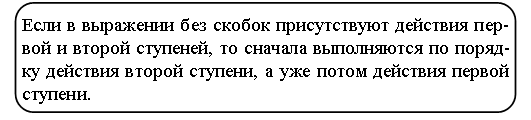 Если в выражении без скобок присутствуют действия пер-
вой и второй ступеней, то сначала выполняются по поряд-
ку действия второй ступени, а уже потом действия первой
ступени.